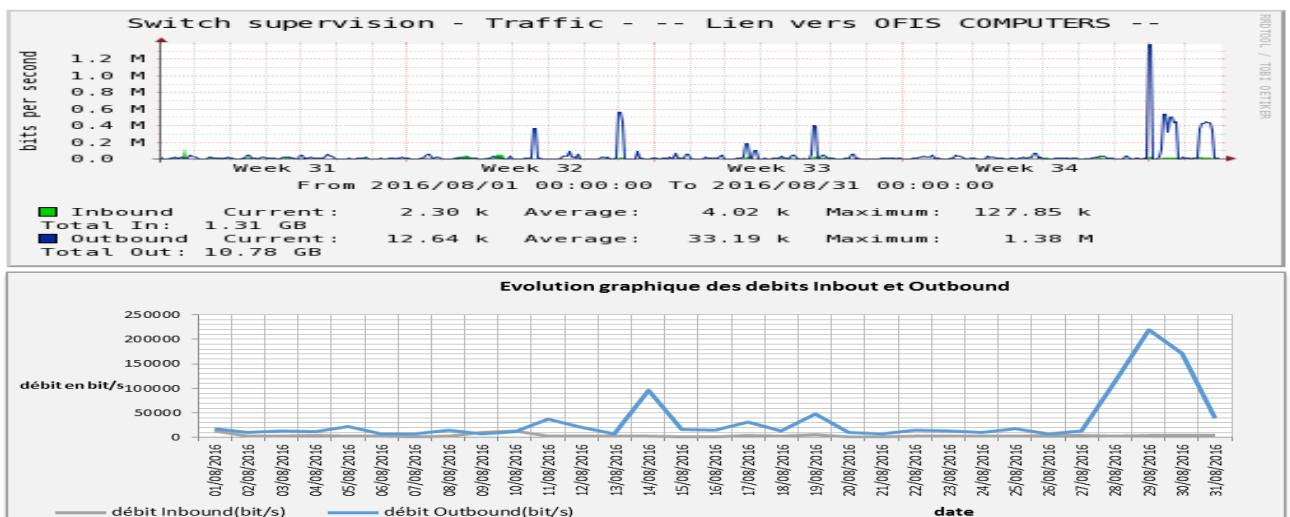 Switch supervision - Traffic - -- Lien vers OFIS COMPUTERS --
RRDTOOL / TOBI OETIKER
bits per second
1.2 M
1.0 M
0.8 M
0.6 M
0.4 M
0.2 M
0.0
Week 31 Week 32 Week 33 Week 34
From 2016/08/01 00:00:00 To 2016/08/31 00:00:00
Inbound Current: 2.30 k Average: 4.02 k Maximum: 127.85 k
Total In: 1.31 GB
Outbound Current: 12.64 k Average: 33.19 k Maximum: 1.38 M
Total Out: 10.78 GB
Evolution graphique des debits Inbout et Outbound
250000
200000
150000
débit en bit/s 100000
50000
0
01/08/2016 02/08/2016 03/08/2016 04/08/2016 05/08/2016 06/08/2016 07/08/2016 08/08/2016 09/08/2016 10/08/2016 11/08/2016 12/08/2016 13/08/2016 14/08/2016 15/08/2016 16/08/2016 17/08/2016 18/08/2016 19/08/2016 20/08/2016 21/08/2016 22/08/2016 23/08/2016 24/08/2016 25/08/2016 26/08/2016 27/08/2016 28/08/2016 29/08/2016 30/08/2016 31/08/2016
débit Inbound(bit/s) débit Outbound(bit/s) date